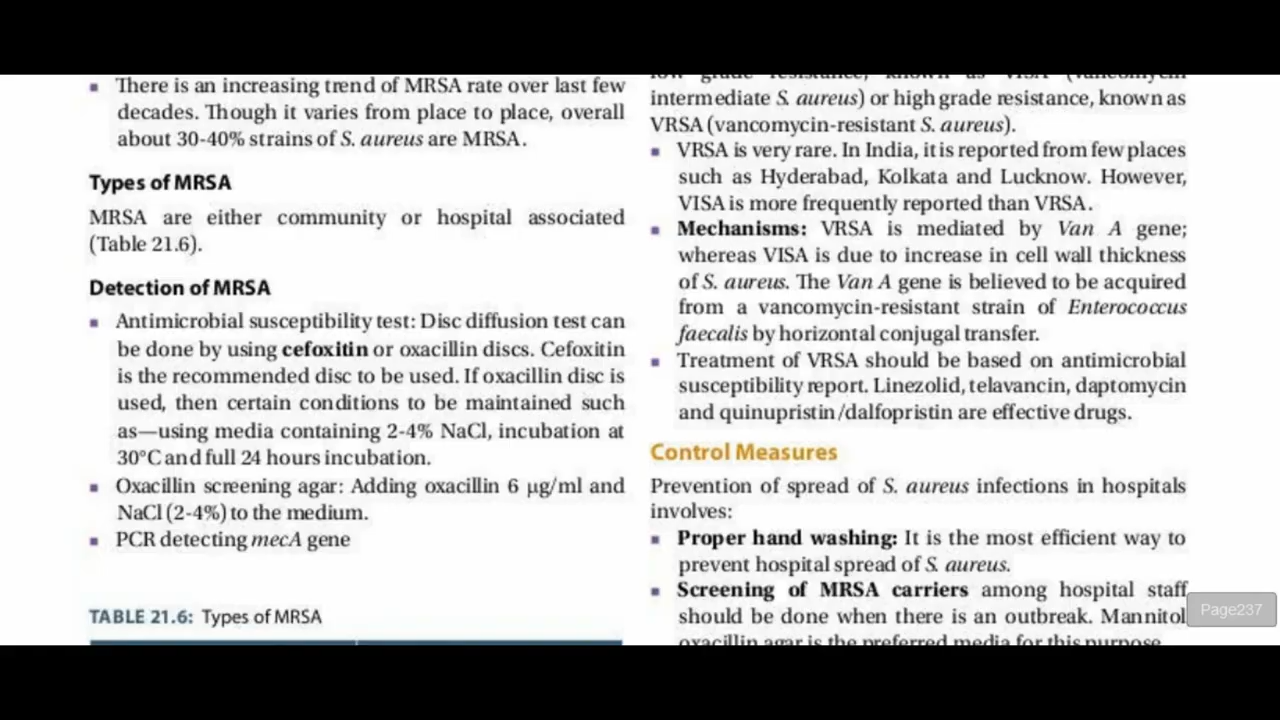 ▪ There is an increasing trend of MRSA rate over last few
decades. Though it varies from place to place, overall
about 30-40% strains of S. aureus are MRSA.
Types of MRSA
MRSA are either community or hospital associated
(Table 21.6).
Detection of MRSA
▪ Antimicrobial susceptibility test: Disc diffusion test can
be done by using cefoxitin or oxacillin discs. Cefoxitin
is the recommended disc to be used. If oxacillin disc is
used, then certain conditions to be maintained such
as—using media containing 2-4% NaCl, incubation at
30°C and full 24 hours incubation.
▪ Oxacillin screening agar: Adding oxacillin 6 µg/ml and
NaCl (2-4%) to the medium.
▪ PCR detecting mecA gene
TABLE 21.6: Types of MRSA
low grade resistance, known as VISA (vancomycin
intermediate S. aureus) or high grade resistance, known as
VRSA (vancomycin-resistant S. aureus).
▪ VRSA is very rare. In India, it is reported from few places
such as Hyderabad, Kolkata and Lucknow. However,
VISA is more frequently reported than VRSA.
▪ Mechanisms: VRSA is mediated by Van A gene;
whereas VISA is due to increase in cell wall thickness
of S. aureus. The Van A gene is believed to be acquired
from a vancomycin-resistant strain of Enterococcus
faecalis by horizontal conjugal transfer.
▪ Treatment of VRSA should be based on antimicrobial
susceptibility report. Linezolid, telavancin, daptomycin
and quinupristin/dalfopristin are effective drugs.
Control Measures
Prevention of spread of S. aureus infections in hospitals
involves:
▪ Proper hand washing: It is the most efficient way to
prevent hospital spread of S. aureus.
▪ Screening of MRSA carriers among hospital staff
should be done when there is an outbreak. Mannitol
oxacillin agar is the preferred media for this purpose.
Page237